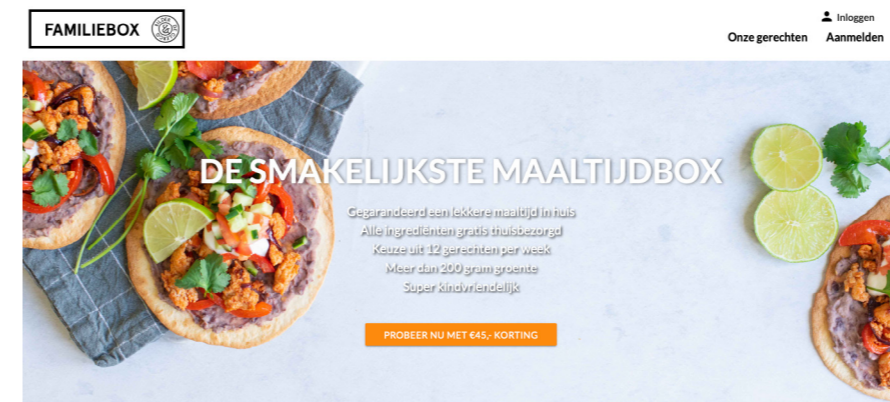 FAMILIEBOX
Inloggen
Onze gerechten
Aanmelden
DE SMAKELIJKSTE MAALTIJDBOX
Gegarandeerd een lekkere maaltijd in huis
Alle ingrediënten gratis thuisbezorgd
Keuze uit 12 gerechten per week
Meer dan 200 gram groente
Super kindvriendelijk
PROBEER NU MET €45,- KORTING